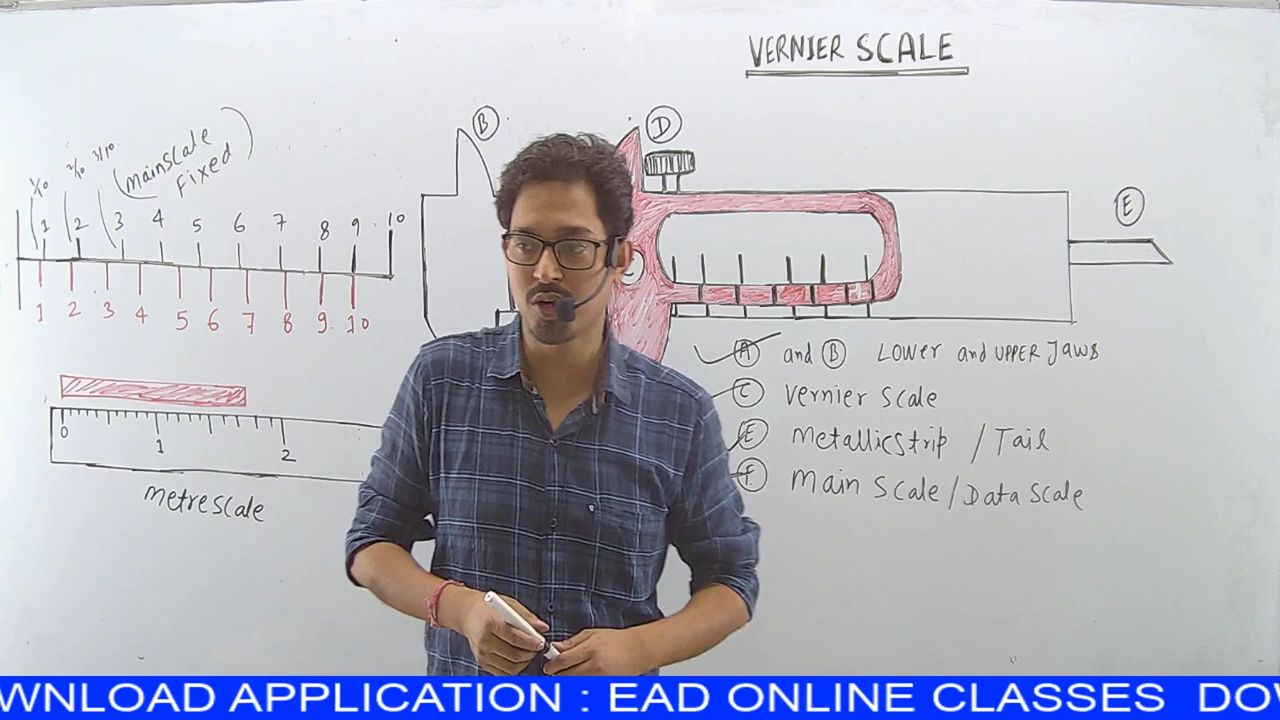 VERNIER SCALE
B
D
E
C
1/10 2/10 3/10
(Mainscale
Fixed)
1 2 3 4 5 6 7 8 9 10
1 2 3 4 5 6 7 8 9 10
0 1 2
Metrescale
A and B Lower and UPPER Jaws
C Vernier Scale
E MetallicStrip / Tail
F Main Scale / Data Scale
WNLOAD APPLICATION : EAD ONLINE CLASSES DOW